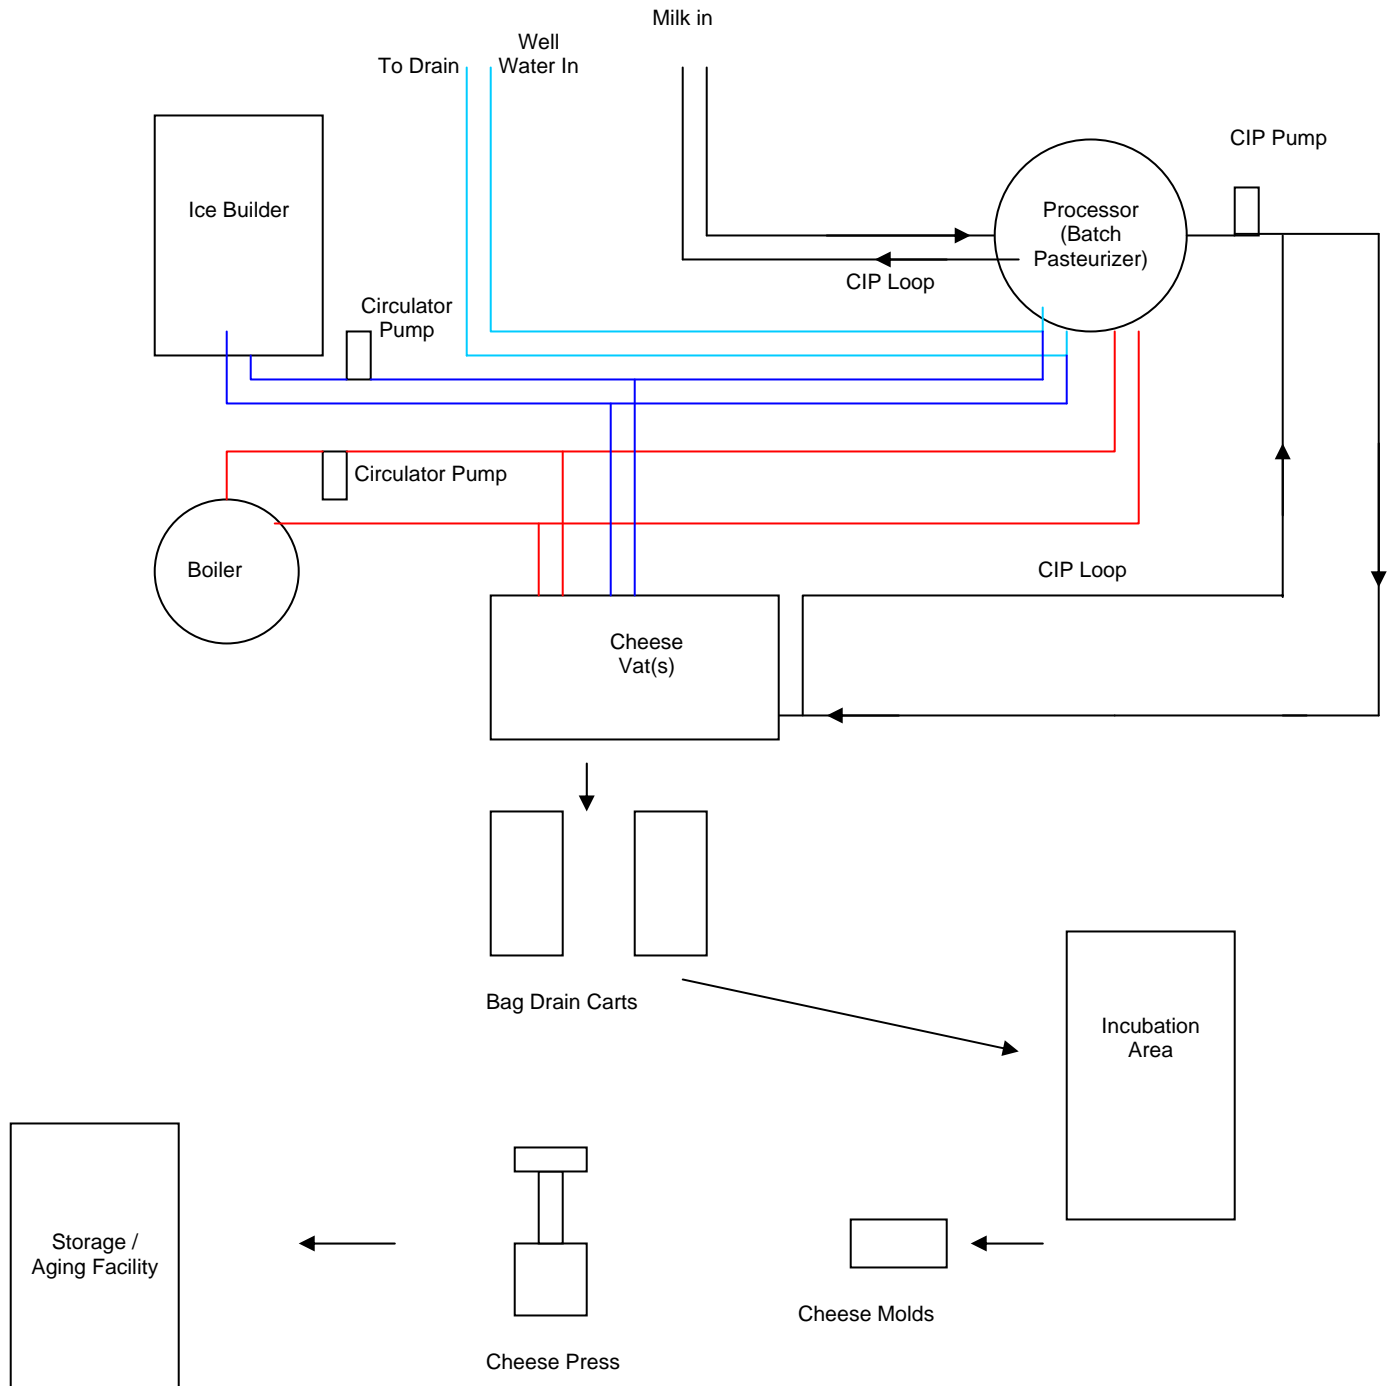 Milk in
Well
To Drain
Water In
CIP Pump
Ice Builder
Processor
(Batch
Pasteurizer)
CIP Loop
Circulator
Pump
Circulator Pump
Boiler
CIP Loop
Cheese
Vat(s)
Bag Drain Carts
Incubation
Area
Storage /
Aging Facility
Cheese Molds
Cheese Press